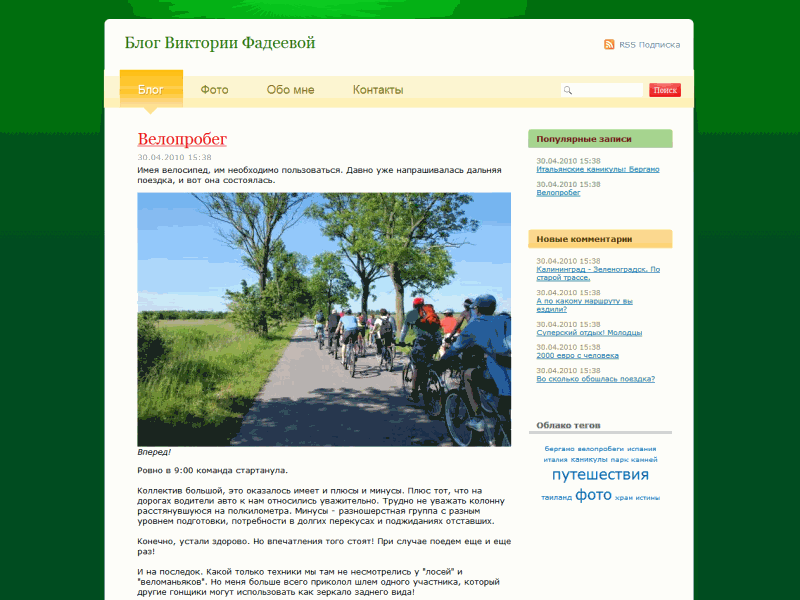 Блог Виктории Фадеевой
RSS Подписка
Блог
Фото
Обо мне
Контакты
Поиск
Велопробег
30.04.2010 15:38
Имея велосипед, им необходимо пользоваться. Давно уже напрашивалась дальняя
поездка, и вот она состоялась.
Вперед!
Ровно в 9:00 команда стартанула.
Коллектив большой, это оказалось имеет и плюсы и минусы. Плюс тот, что на
дорогах водители авто к нам относились уважительно. Трудно не уважать колонну
расстянувшуюся на полкилометра. Минусы - разношерстная группа с разным
уровнем подготовки, потребности в долгих перекусах и поджиданиях отставших.
Конечно, устали здорово. Но впечатления того стоят! При случае поедем еще и еще
раз!
И на последок. Какой только техники мы там не несмотрелись у "лосей" и
"веломаньяков". Но меня больше всего приколол шлем одного участника, который
другие гонщики могут использовать как зеркало заднего вида!
Популярные записи
30.04.2010 15:38
Итальянские каникулы: Бергамо
30.04.2010 15:38
Велопробег
Новые комментарии
30.04.2010 15:38
Калининград - Зеленоградск. По
старой трассе.
30.04.2010 15:38
А по какому маршруту вы
ездили?
30.04.2010 15:38
Суперский отдых! Молодцы
30.04.2010 15:38
2000 евро с человека
30.04.2010 15:38
Во сколько обошлась поездка?
Облако тегов
бергамо велопробеги испания
италия каникулы парк камней
путешествия
таиланд фото храм истины